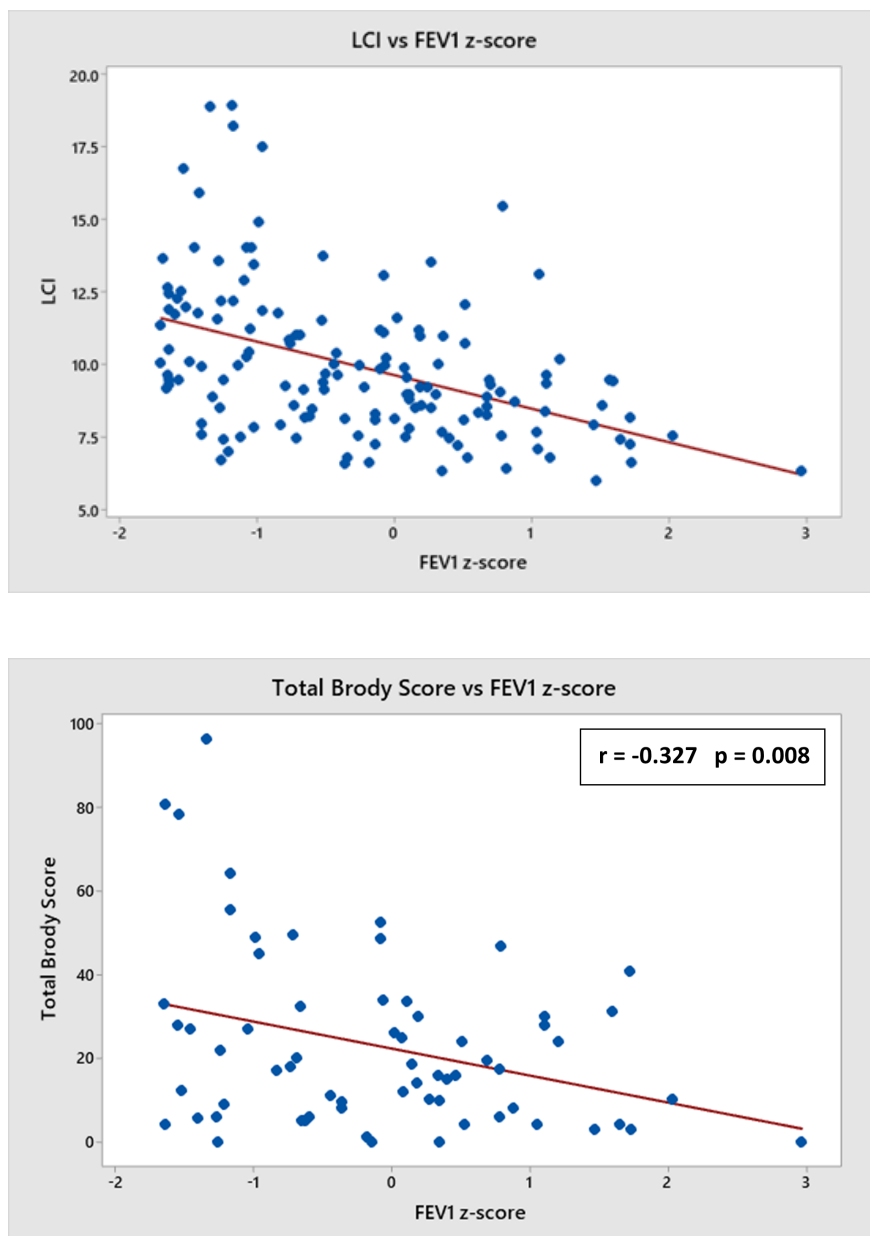 LCI vs FEV1 z-score
20.0
17.5
15.0
12.5
10.0
7.5
5.0
LCI
-2 -1 0 1 2 3
FEV1 z-score
Total Brody Score vs FEV1 z-score
r = -0.327 p = 0.008
100
80
60
40
20
0
Total Brody Score
-2 -1 0 1 2 3
FEV1 z-score